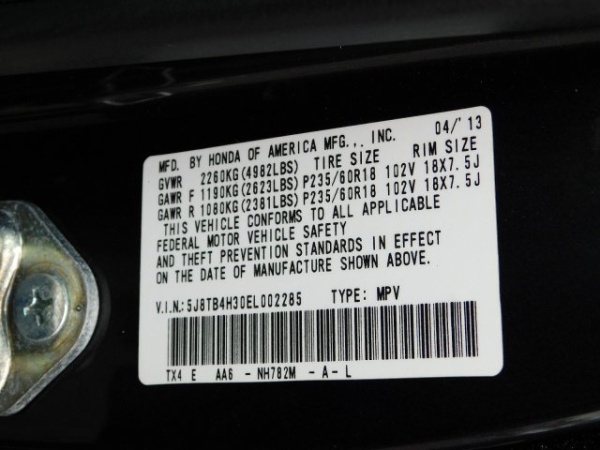 MFD. BY HONDA OF AMERICA MFG., INC. 04/'13
GVWR 2260KG(4982LBS) TIRE SIZE RIM SIZE
GAWR F 1190KG(2623LBS) P235/60R18 102V 18X7.5J
GAWR R 1080KG(2381LBS) P235/60R18 102V 18X7.5J
THIS VEHICLE CONFORMS TO ALL APPLICABLE
FEDERAL MOTOR VEHICLE SAFETY
AND THEFT PREVENTION STANDARDS IN EFFECT
ON THE DATE OF MANUFACTURE SHOWN ABOVE.
V.I.N.:5J8TB4H30EL002285 TYPE: MPV
TX4 E AA6 - NH782M - A - L